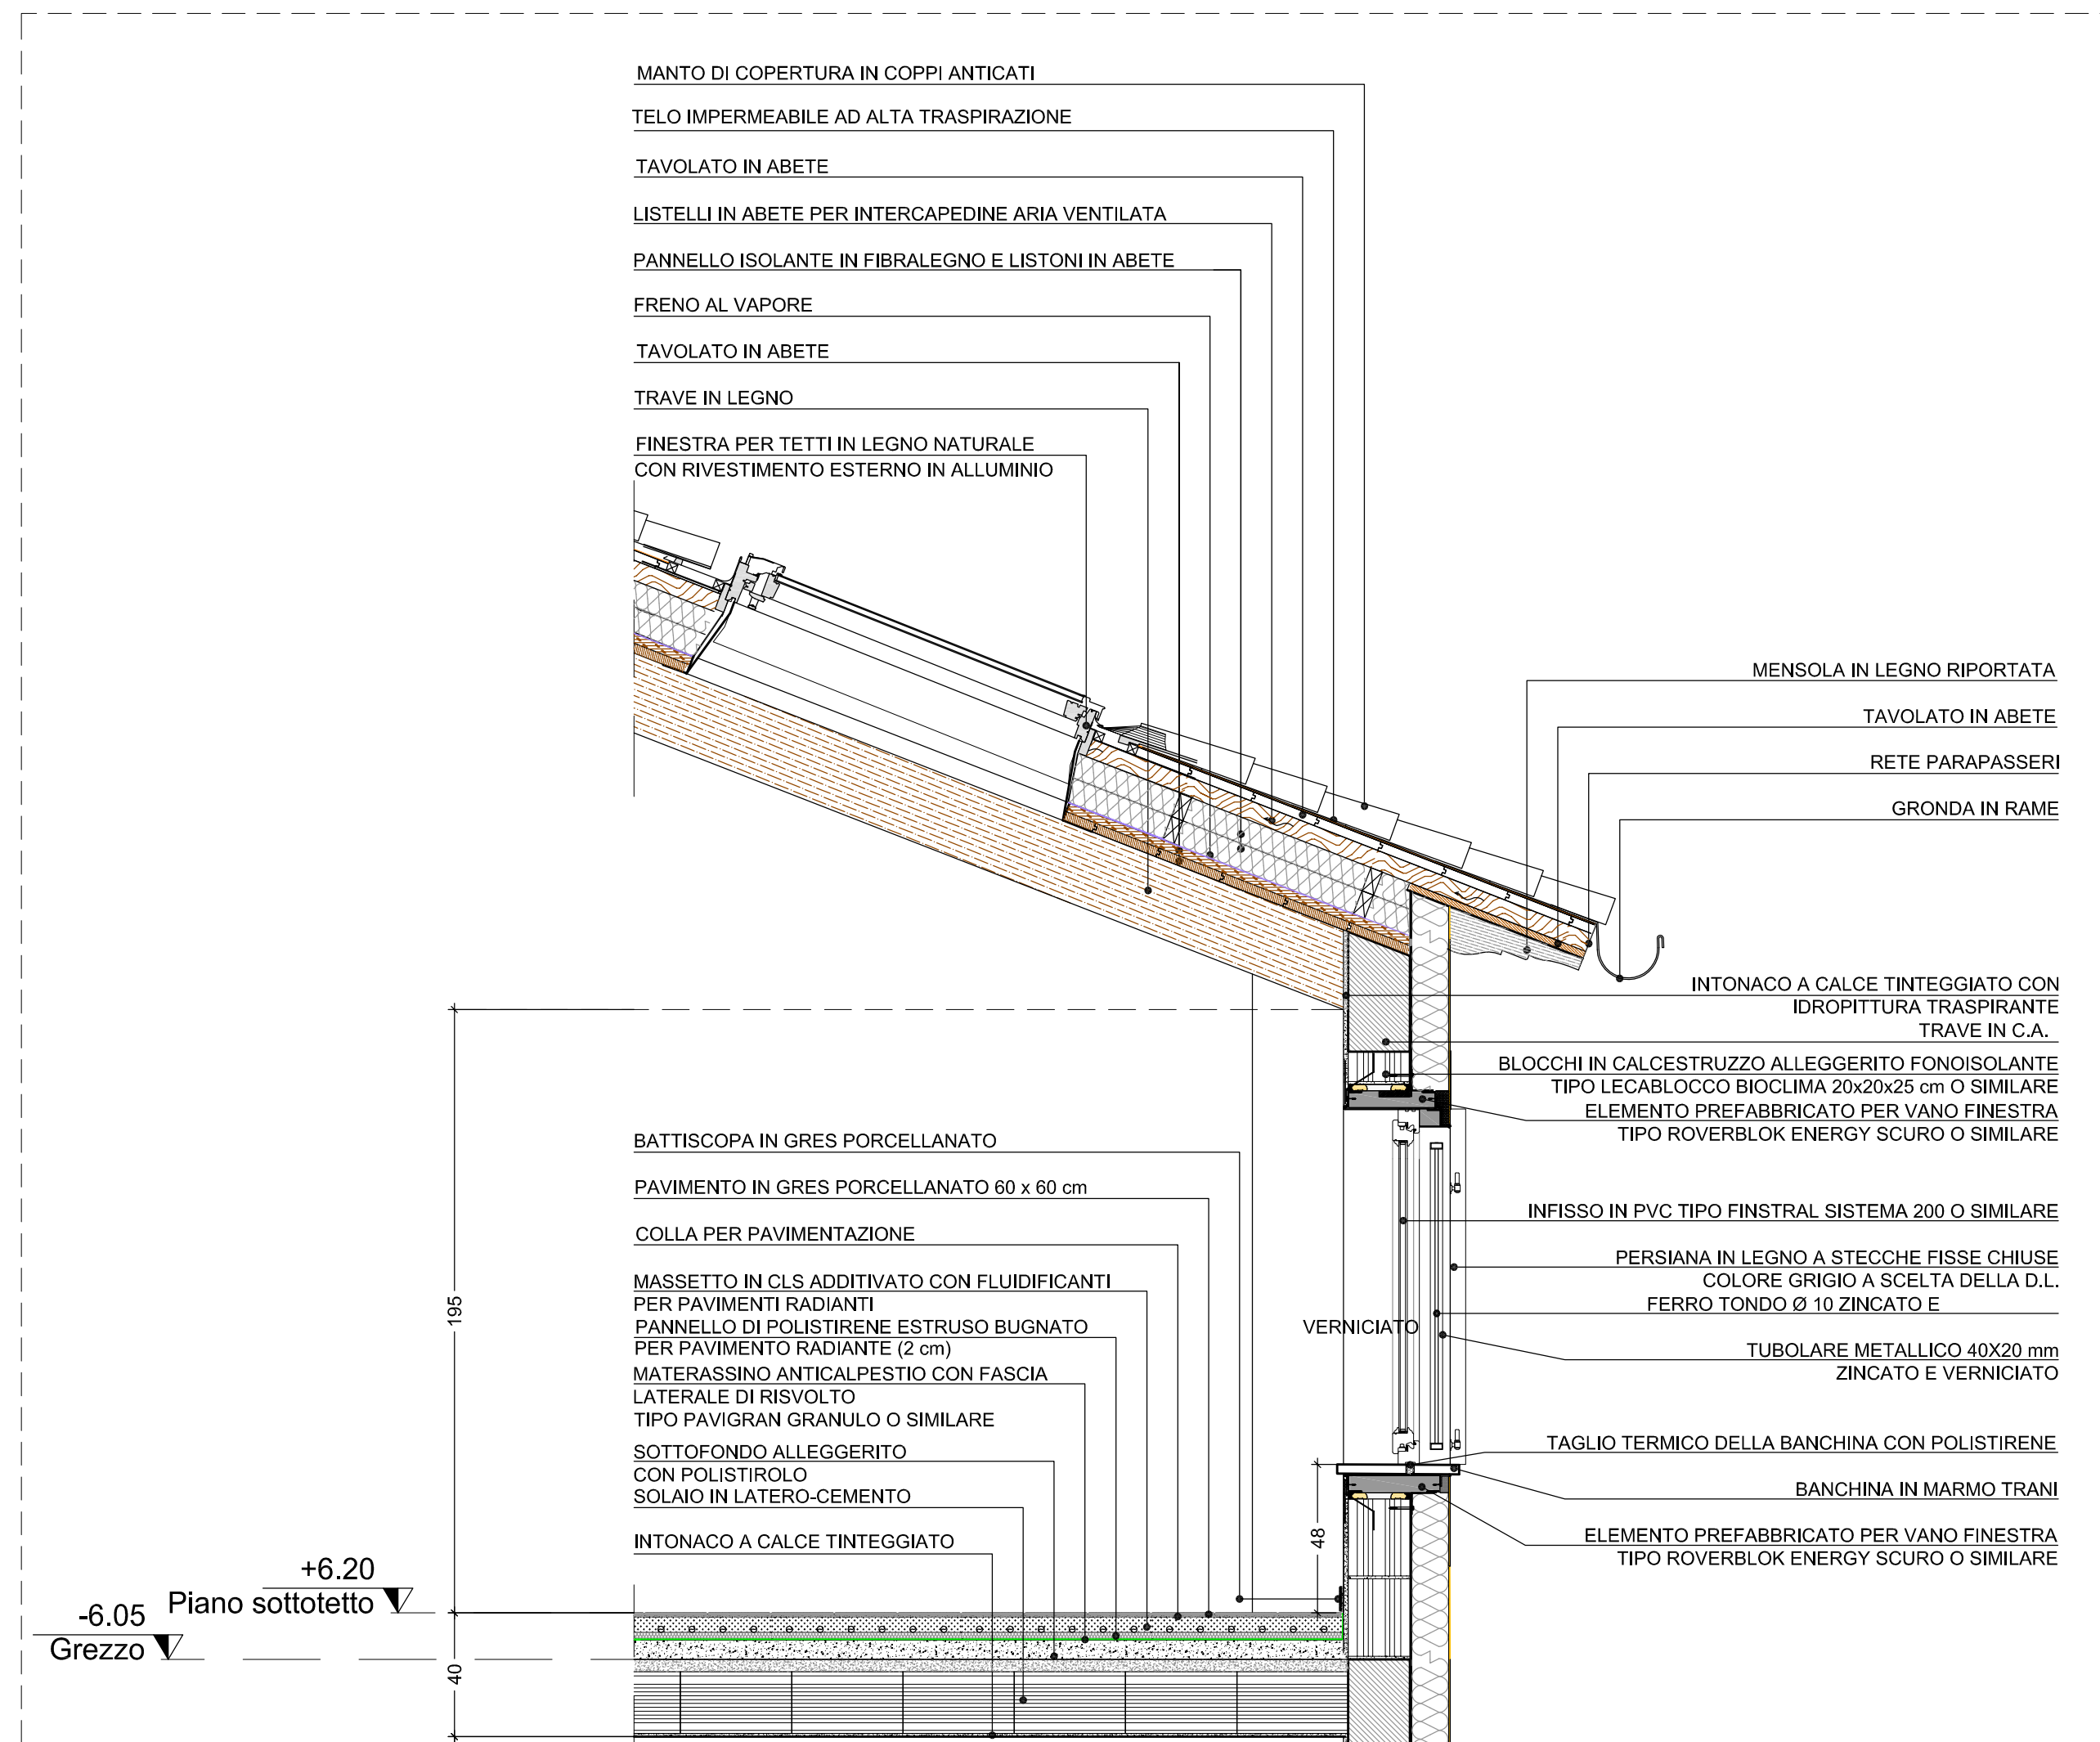 MANTO DI COPERTURA IN COPPI ANTICATI
TELO IMPERMEABILE AD ALTA TRASPIRAZIONE
TAVOLATO IN ABETE
LISTELLI IN ABETE PER INTERCAPEDINE ARIA VENTILATA
PANNELLO ISOLANTE IN FIBRALEGNO E LISTONI IN ABETE
FRENO AL VAPORE
TAVOLATO IN ABETE
TRAVE IN LEGNO
FINESTRA PER TETTI IN LEGNO NATURALE
CON RIVESTIMENTO ESTERNO IN ALLUMINIO
MENSOLA IN LEGNO RIPORTATA
TAVOLATO IN ABETE
RETE PARAPASSERI
GRONDA IN RAME
INTONACO A CALCE TINTEGGIATO CON
IDROPITTURA TRASPIRANTE
TRAVE IN C.A.
BLOCCHI IN CALCESTRUZZO ALLEGGERITO FONOISOLANTE
TIPO LECABLOCCO BIOCLIMA 20x20x25 cm O SIMILARE
ELEMENTO PREFABBRICATO PER VANO FINESTRA
TIPO ROVERBLOK ENERGY SCURO O SIMILARE
INFISSO IN PVC TIPO FINSTRAL SISTEMA 200 O SIMILARE
PERSIANA IN LEGNO A STECCHE FISSE CHIUSE
COLORE GRIGIO A SCELTA DELLA D.L.
FERRO TONDO Ø 10 ZINCATO E
VERNICIATO
TUBOLARE METALLICO 40X20 mm
ZINCATO E VERNICIATO
TAGLIO TERMICO DELLA BANCHINA CON POLISTIRENE
BANCHINA IN MARMO TRANI
ELEMENTO PREFABBRICATO PER VANO FINESTRA
TIPO ROVERBLOK ENERGY SCURO O SIMILARE
BATTISCOPA IN GRES PORCELLANATO
PAVIMENTO IN GRES PORCELLANATO 60 x 60 cm
COLLA PER PAVIMENTAZIONE
MASSETTO IN CLS ADDITIVATO CON FLUIDIFICANTI
PER PAVIMENTI RADIANTI
PANNELLO DI POLISTIRENE ESTRUSO BUGNATO
PER PAVIMENTO RADIANTE (2 cm)
MATERASSINO ANTICALPESTIO CON FASCIA
LATERALE DI RISVOLTO
TIPO PAVIGRAN GRANULO O SIMILARE
SOTTOFONDO ALLEGGERITO
CON POLISTIROLO
SOLAIO IN LATERO-CEMENTO
INTONACO A CALCE TINTEGGIATO
195
48
40
+6.20
Piano sottotetto
-6.05
Grezzo